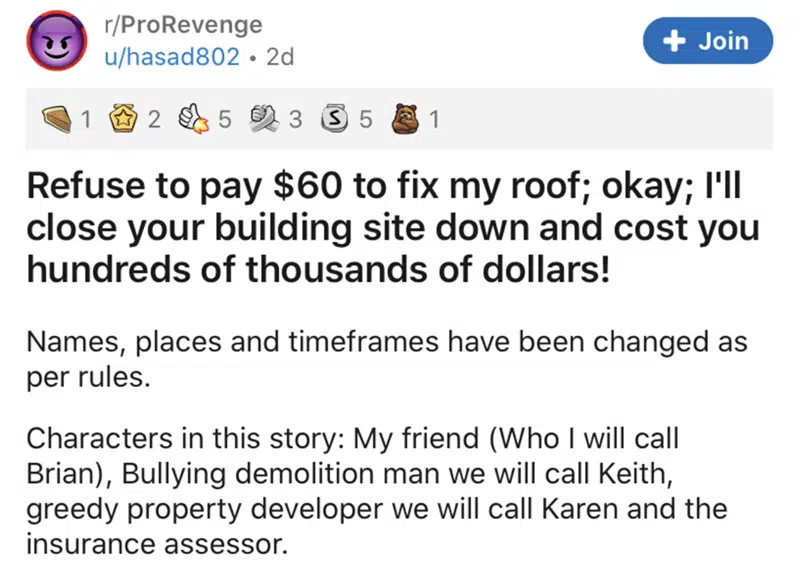 r/ProRevenge
u/hasad802 • 2d
+ Join
1 2 5 3 S 5 1
Refuse to pay $60 to fix my roof; okay; I'll
close your building site down and cost you
hundreds of thousands of dollars!
Names, places and timeframes have been changed as
per rules.
Characters in this story: My friend (Who I will call
Brian), Bullying demolition man we will call Keith,
greedy property developer we will call Karen and the
insurance assessor.